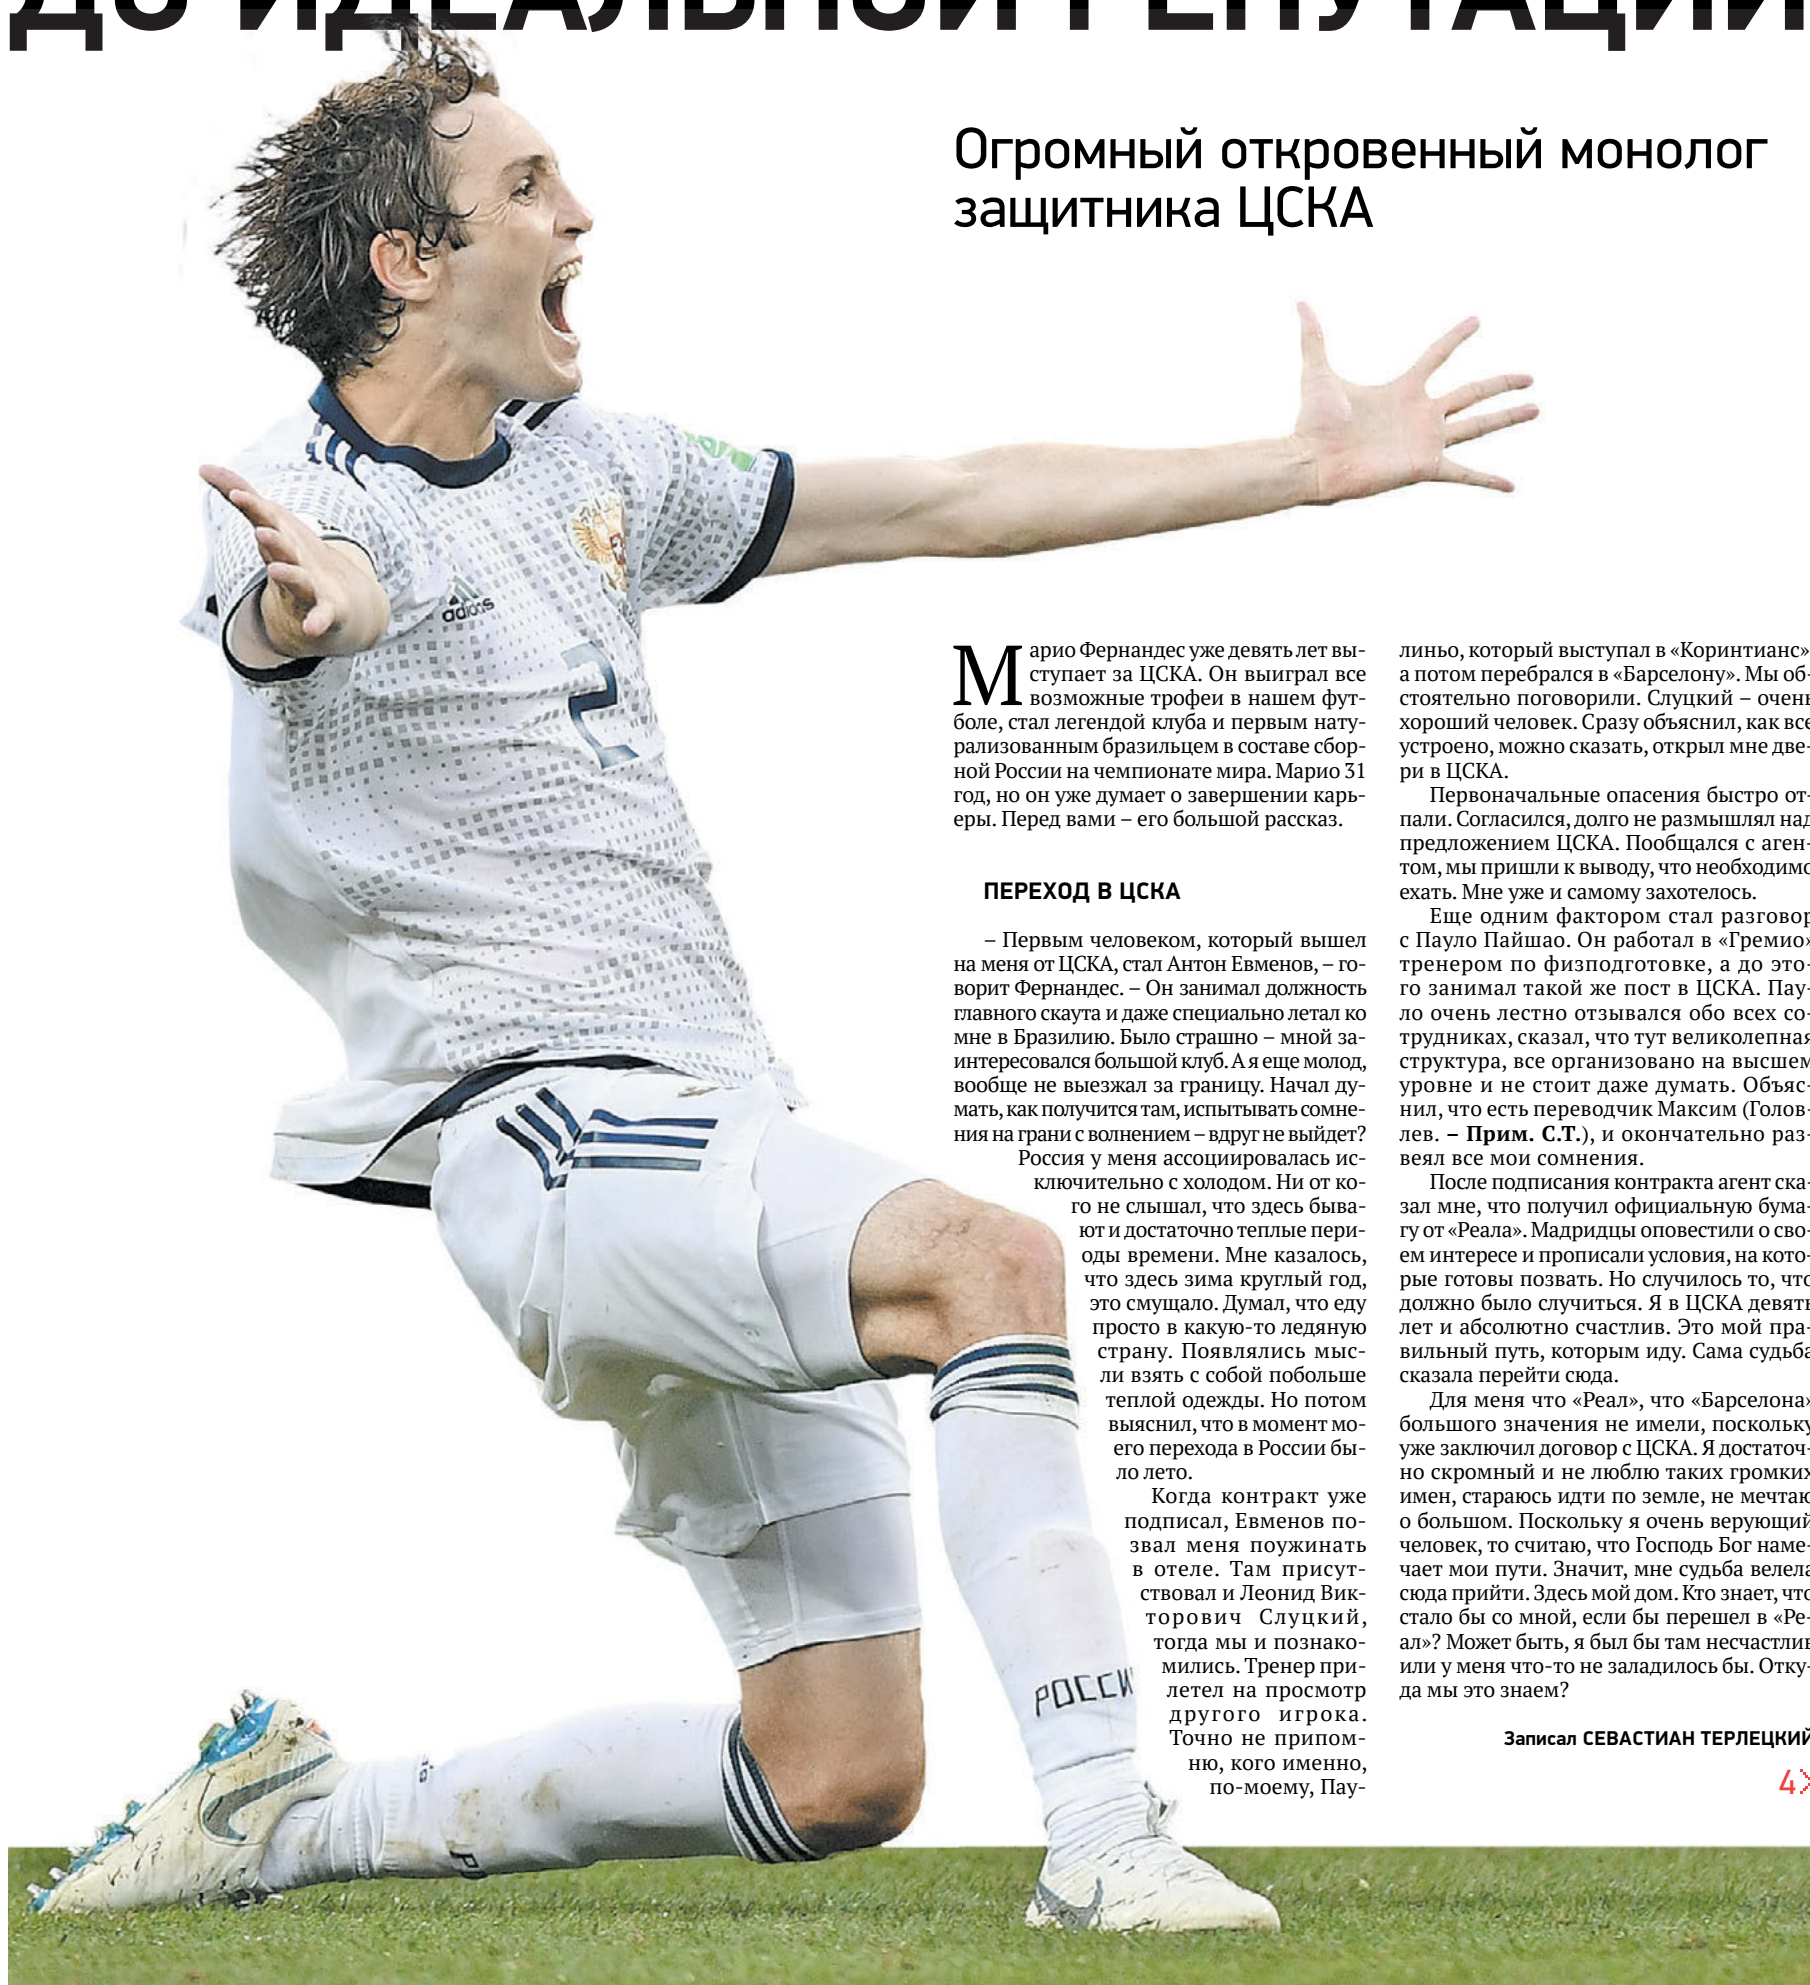 ДО ИДЕАЛЬНОЙ РЕПУТАЦИИ
Огромный откровенный монолог
защитника ЦСКА
adidas
2
РОССИ
Марио Фернандес уже девять лет вы-
ступает за ЦСКА. Он выиграл все
возможные трофеи в нашем фут-
боле, стал легендой клуба и первым нату-
рализованным бразильцем в составе сбор-
ной России на чемпионате мира. Марио 31
год, но он уже думает о завершении карь-
еры. Перед вами – его большой рассказ.
ПЕРЕХОД В ЦСКА
– Первым человеком, который вышел
на меня от ЦСКА, стал Антон Евменов, – го-
ворит Фернандес. – Он занимал должность
главного скаута и даже специально летал ко
мне в Бразилию. Было страшно – мной за-
интересовался большой клуб. А я еще молод,
вообще не выезжал за границу. Начал ду-
мать, как получится там, испытывать сомне-
ния на грани с волнением – вдруг не выйдет?
Россия у меня ассоциировалась ис-
ключительно с холодом. Ни от ко-
го не слышал, что здесь быва-
ют и достаточно теплые пери-
оды времени. Мне казалось,
что здесь зима круглый год,
это смущало. Думал, что еду
просто в какую-то ледяную
страну. Появлялись мыс-
ли взять с собой побольше
теплой одежды. Но потом
выяснил, что в момент мо-
его перехода в России бы-
ло лето.
Когда контракт уже
подписал, Евменов по-
звал меня поужинать
в отеле. Там присут-
ствовал и Леонид Вик-
торович Слуцкий,
тогда мы и познако-
мились. Тренер при-
летел на просмотр
другого игрока.
Точно не припом-
ню, кого именно,
по-моему, Пау-
линьо, который выступал в «Коринтианс»
а потом перебрался в «Барселону». Мы об-
стоятельно поговорили. Слуцкий – очень
хороший человек. Сразу объяснил, как все
устроено, можно сказать, открыл мне две-
ри в ЦСКА.
Первоначальные опасения быстро от-
пали. Согласился, долго не размышлял над
предложением ЦСКА. Пообщался с аген-
том, мы пришли к выводу, что необходимо
ехать. Мне уже и самому захотелось.
Еще одним фактором стал разговор
с Пауло Пайшао. Он работал в «Гремио»
тренером по физподготовке, а до это-
го занимал такой же пост в ЦСКА. Пау-
ло очень лестно отзывался обо всех со-
трудниках, сказал, что тут великолепная
структура, все организовано на высшем
уровне и не стоит даже думать. Объяс-
нил, что есть переводчик Максим (Голов-
лев. – Прим. С.Т.), и окончательно раз-
веял все мои сомнения.
После подписания контракта агент ска-
зал мне, что получил официальную бума-
гу от «Реала». Мадридцы оповестили о сво-
ем интересе и прописали условия, на кото-
рые готовы позвать. Но случилось то, что
должно было случиться. Я в ЦСКА девять
лет и абсолютно счастлив. Это мой пра-
вильный путь, которым иду. Сама судьба
сказала перейти сюда.
Для меня что «Реал», что «Барселона»
большого значения не имели, поскольку
уже заключил договор с ЦСКА. Я достаточ-
но скромный и не люблю таких громких
имен, стараюсь идти по земле, не мечтаю
о большом. Поскольку я очень верующий
человек, то считаю, что Господь Бог наме-
чает мои пути. Значит, мне судьба велела
сюда прийти. Здесь мой дом. Кто знает, что
стало бы со мной, если бы перешел в «Ре-
ал»? Может быть, я был бы там несчастлив
или у меня что-то не заладилось бы. Отку-
да мы это знаем?
Записал СЕВАСТИАН ТЕРЛЕЦКИЙ
4